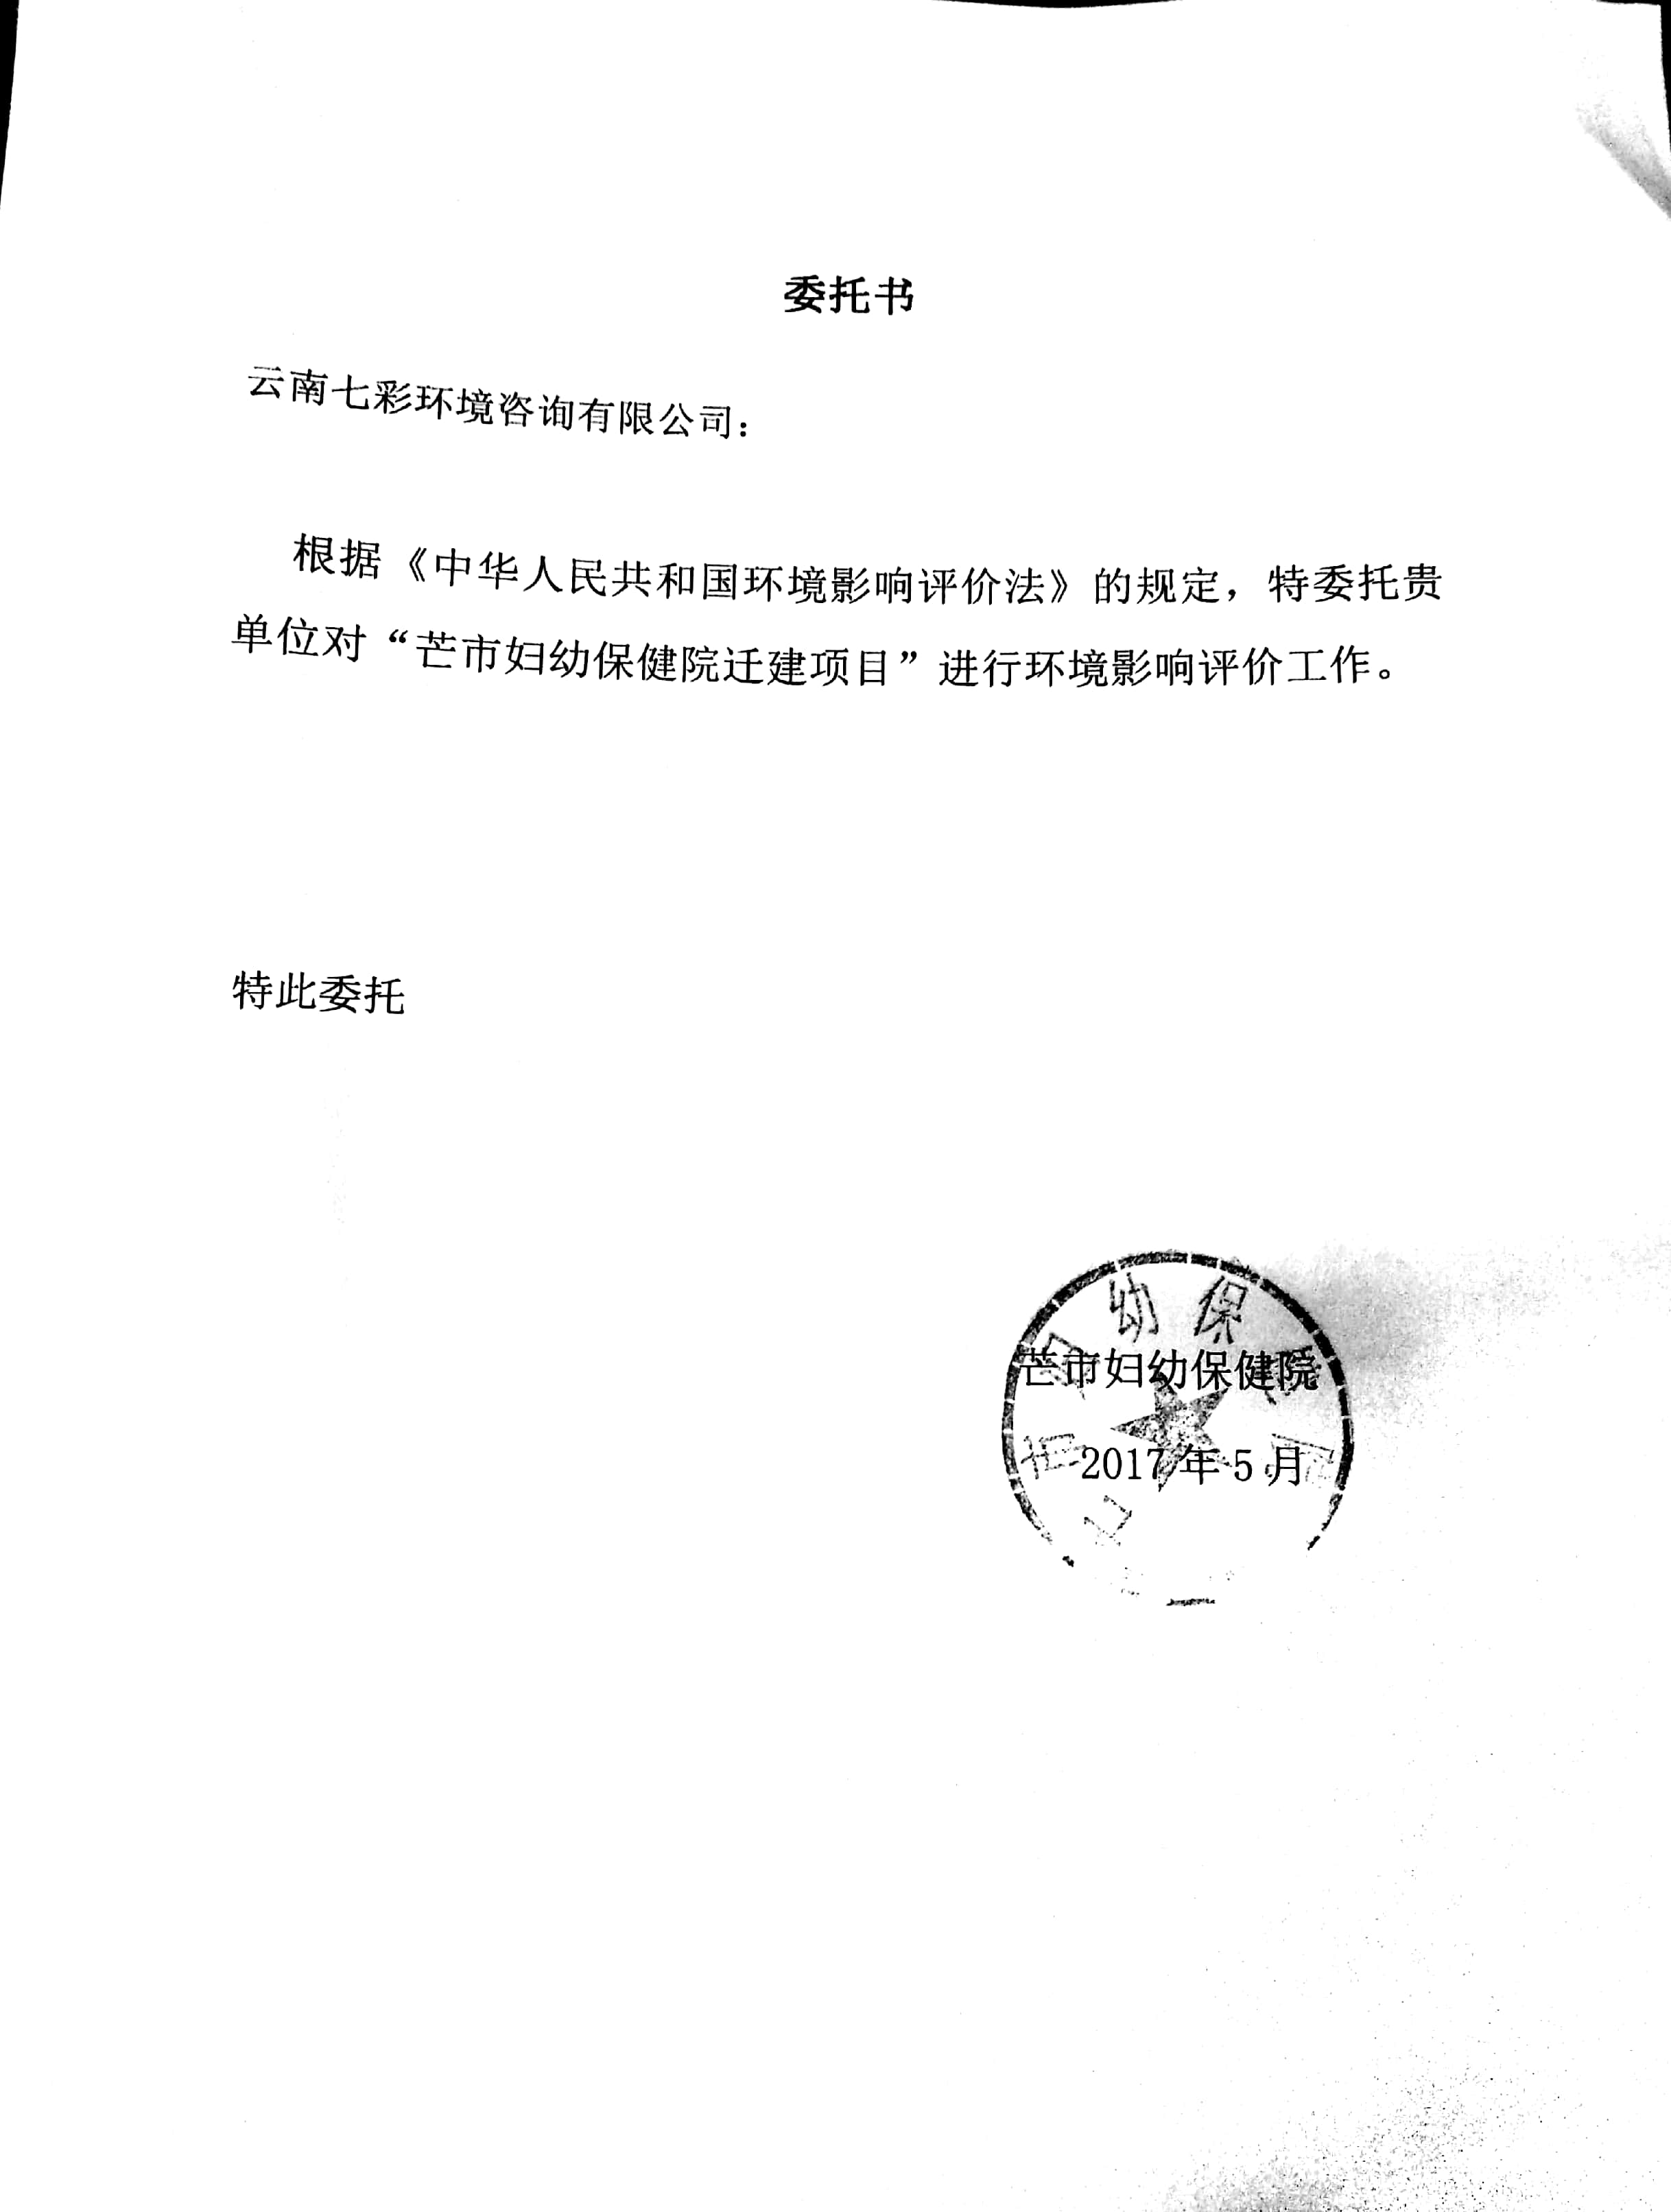 委托书
云南七彩环境咨询有限公司：
根据《中华人民共和国环境影响评价法》的规定，特委托贵
单位对“芒市妇幼保健院迁建项目”进行环境影响评价工作。
特此委托
幼保
芒市妇幼保健院
2017年5月